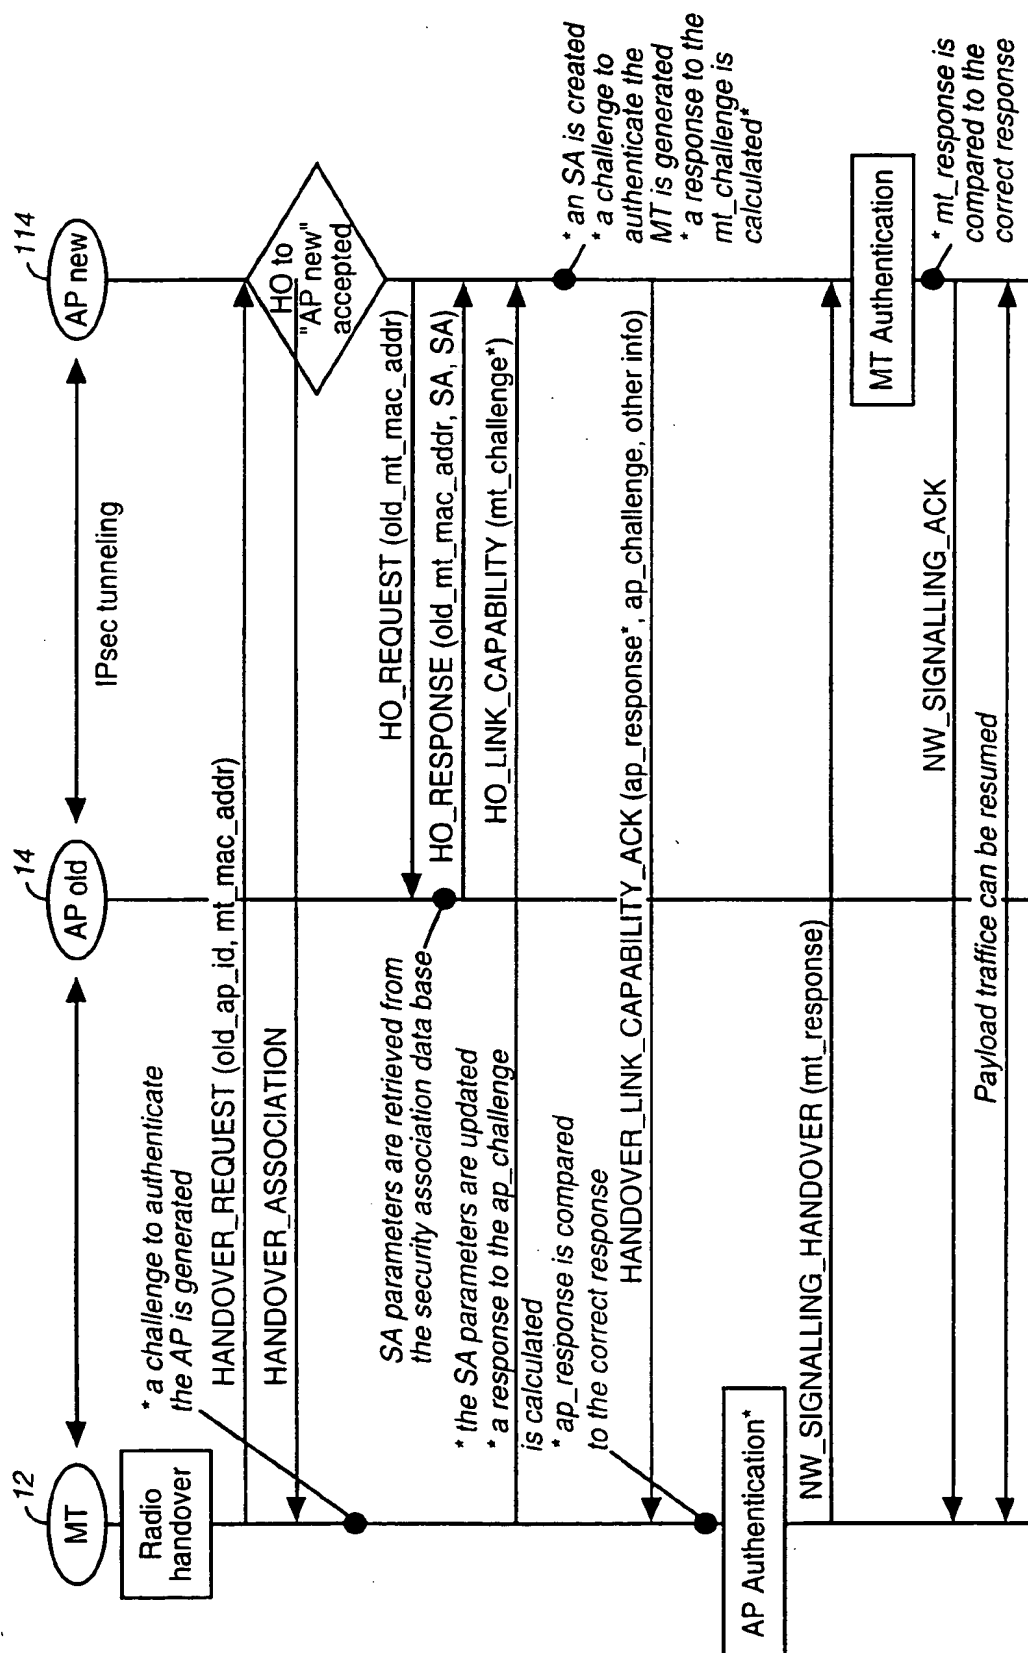 12
MT
14
AP old
114
AP new
IPsec tunneling
Radio
handover
* a challenge to authenticate
the AP is generated
HANDOVER_REQUEST (old_ap_id, mt_mac_addr)
HANDOVER_ASSOCIATION
HO to
"AP new"
accepted
HO_REQUEST (old_mt_mac_addr)
SA parameters are retrieved from
the security association data base
HO_RESPONSE (old_mt_mac_addr, SA, SA)
HO_LINK_CAPABILITY (mt_challenge*)
* an SA is created
* a challenge to
authenticate the
MT is generated
* a response to the
mt_challenge is
calculated*
* the SA parameters are updated
* a response to the ap_challenge
is calculated
* ap_response is compared
to the correct response
HANDOVER_LINK_CAPABILITY_ACK (ap_response*, ap_challenge, other info)
AP Authentication*
NW_SIGNALLING_HANDOVER (mt_response)
MT Authentication
* mt_response is
compared to the
correct response
NW_SIGNALLING_ACK
Payload traffice can be resumed